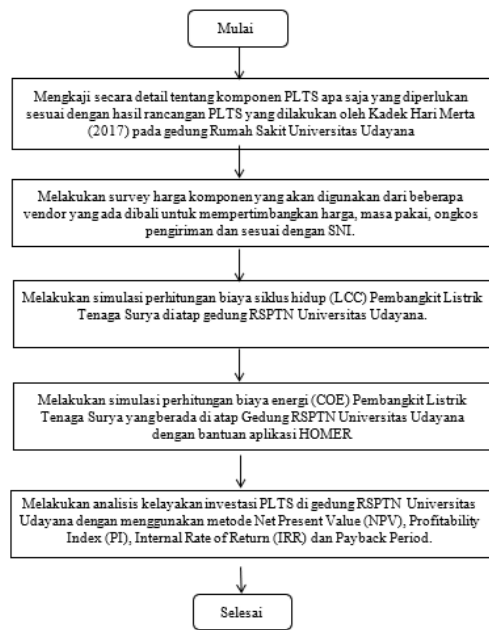 Mulai
Mengkaji secara detail tentang komponen PLTS apa saja yang diperlukan
sesuai dengan hasil rancangan PLTS yang dilakukan oleh Kadek Hari Merta
(2017) pada gedung Rumah Sakit Universitas Udayana
Melakukan survey harga komponen yang akan digunakan dari beberapa
vendor yang ada dibali untuk mempertimbangkan harga, masa pakai, ongkos
pengiriman dan sesuai dengan SNI.
Melakukan simulasi perhitungan biaya siklus hidup (LCC) Pembangkit Listrik
Tenaga Surya diatap gedung RSPTN Universitas Udayana.
Melakukan simulasi perhitungan biaya energi (COE) Pembangkit Listrik
Tenaga Surya yang berada di atap Gedung RSPTN Universitas Udayana
dengan bantuan aplikasi HOMER
Melakukan analisis kelayakan investasi PLTS di gedung RSPTN Universitas
Udayana dengan menggunakan metode Net Present Value (NPV), Profitability
Index (PI), Internal Rate of Return (IRR) dan Payback Period.
Selesai